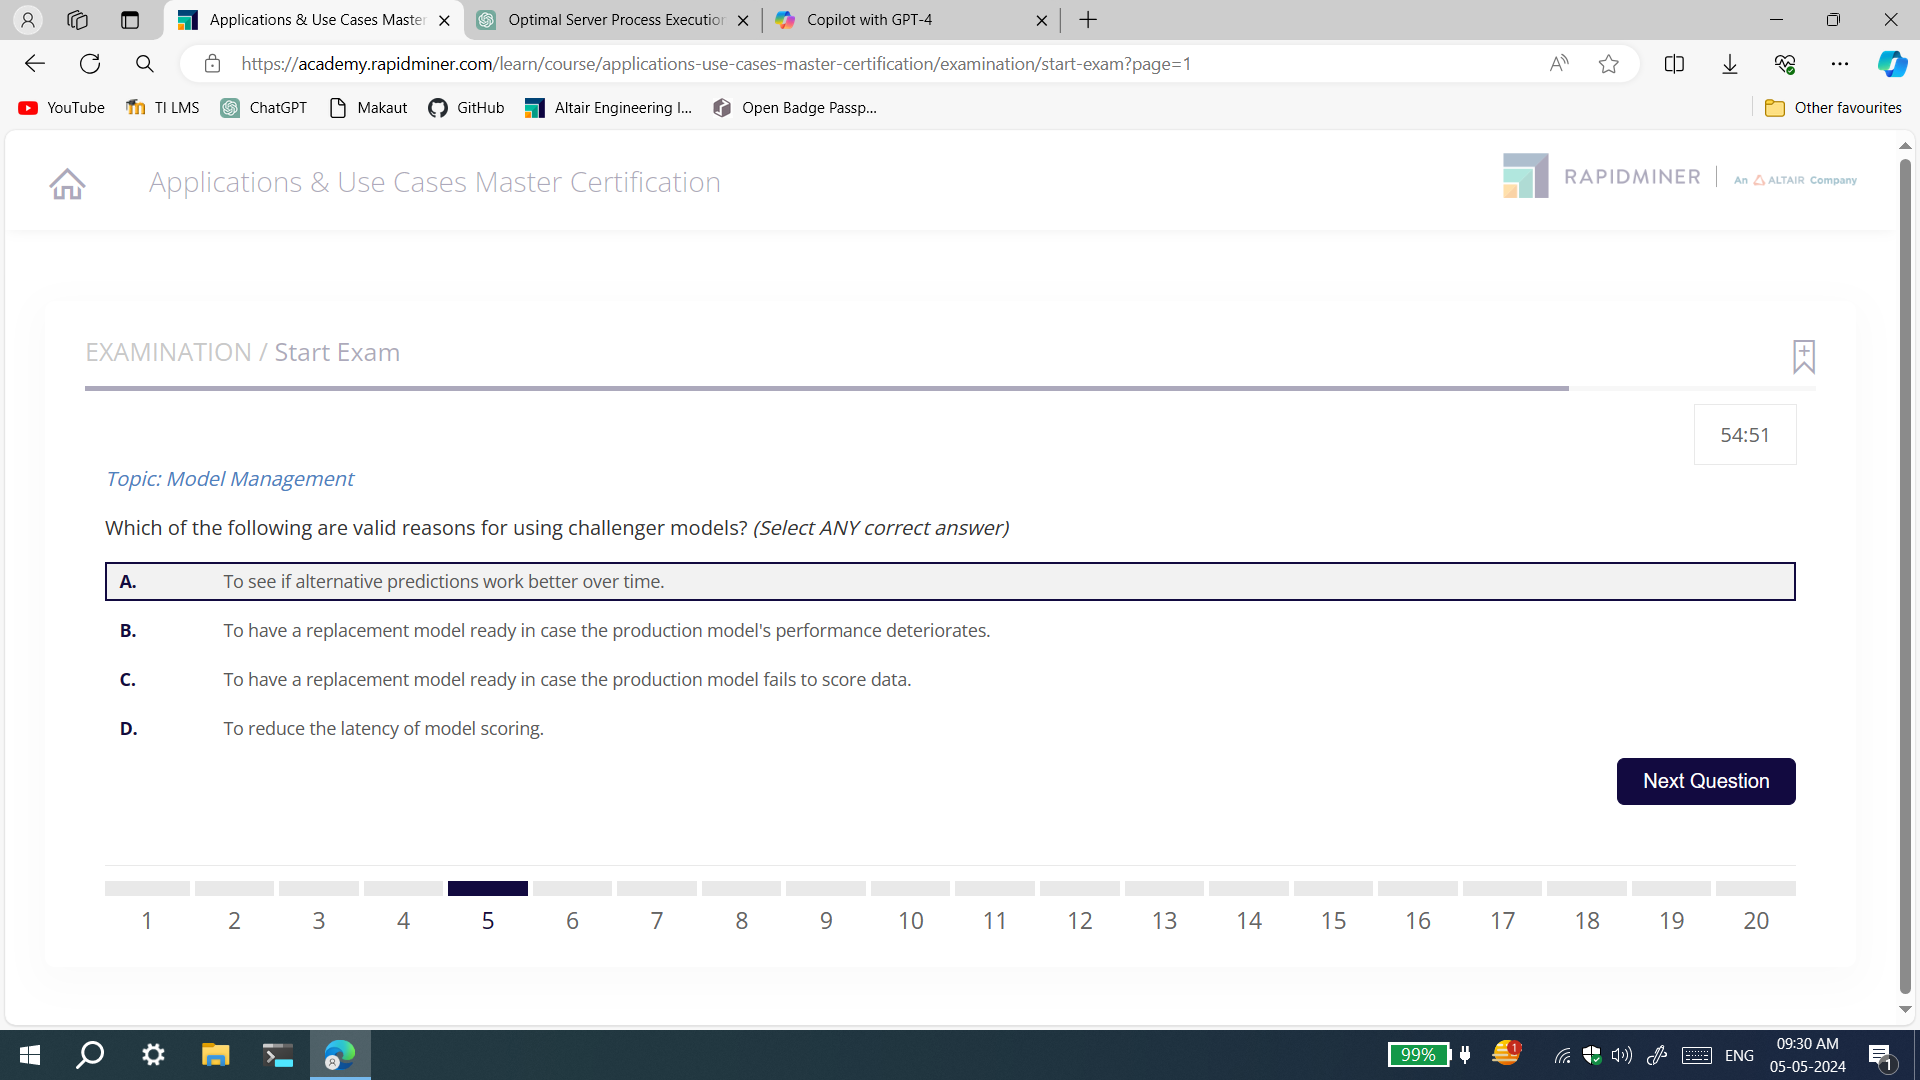 Applications & Use Cases Master
Optimal Server Process Execution
Copilot with GPT-4
https://academy.rapidminer.com/learn/course/applications-use-cases-master-certification/examination/start-exam?page=1
YouTube
TI LMS
ChatGPT
Makaut
GitHub
Altair Engineering I...
Open Badge Passp...
Other favourites
Applications & Use Cases Master Certification
RAPIDMINER
An ALTAIR Company
EXAMINATION / Start Exam
54:51
Topic: Model Management
Which of the following are valid reasons for using challenger models? (Select ANY correct answer)
A. To see if alternative predictions work better over time.
B. To have a replacement model ready in case the production model's performance deteriorates.
C. To have a replacement model ready in case the production model fails to score data.
D. To reduce the latency of model scoring.
Next Question
1 2 3 4 5 6 7 8 9 10 11 12 13 14 15 16 17 18 19 20
99%
1
ENG
09:30 AM
05-05-2024
1